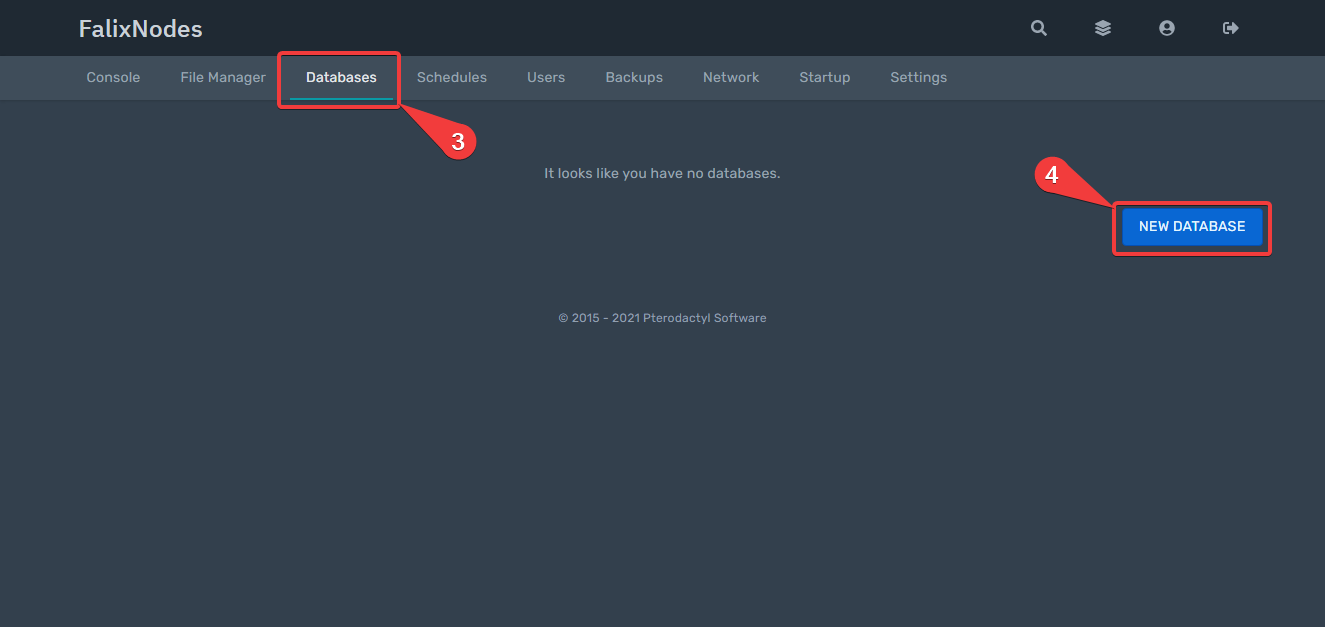 FalixNodes
Console File Manager Databases Schedules Users Backups Network Startup Settings
3
It looks like you have no databases.
4
NEW DATABASE
© 2015 - 2021 Pterodactyl Software